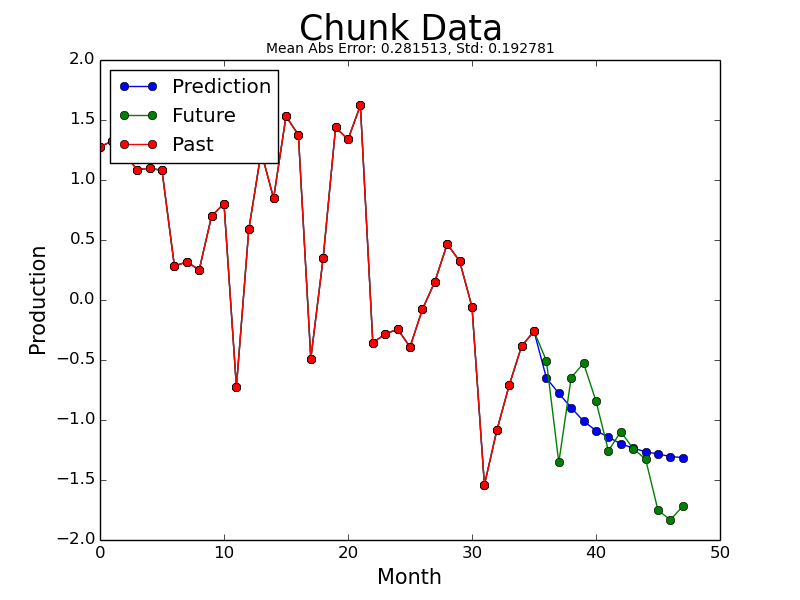 Chunk Data
Mean Abs Error: 0.281513, Std: 0.192781
Prediction
Future
Past
Production
2.0
1.5
1.0
0.5
0.0
−0.5
−1.0
−1.5
−2.0
0 10 20 30 40 50
Month